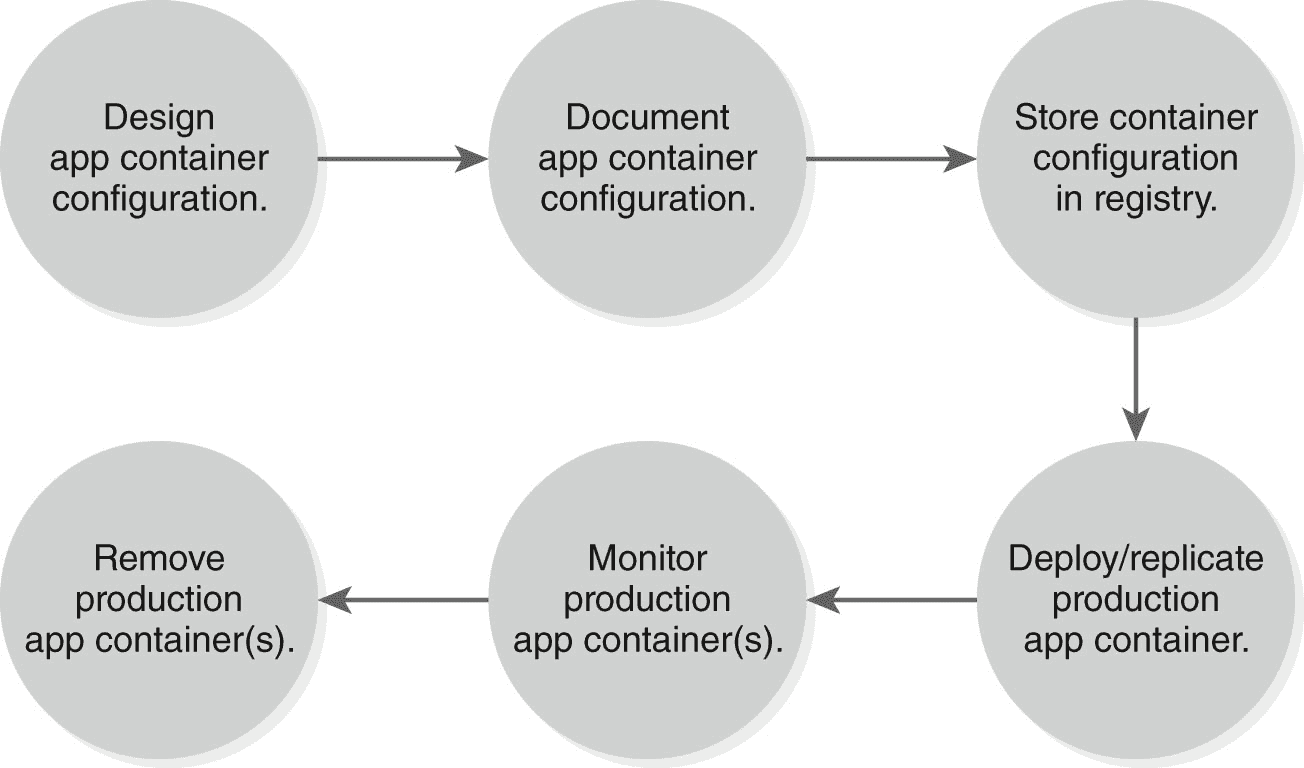 Design
app container
configuration.
Document
app container
configuration.
Store container
configuration
in registry.
Deploy/replicate
production
app container.
Monitor
production
app container(s).
Remove
production
app container(s).